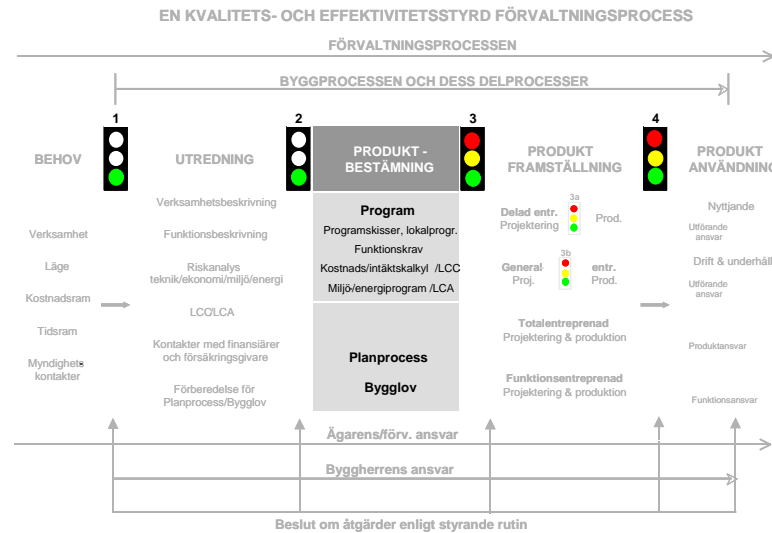 EN KVALITETS- OCH EFFEKTIVITETSSTYRD FÖRVALTNINGSPROCESS
FÖRVALTNINGSPROCESSEN
BYGGPROCESSEN OCH DESS DELPROCESSER
1
2
3
4
BEHOV
Verksamhet
Läge
Kostnadsram
Tidsram
Myndighets
kontakter
UTREDNING
Verksamhetsbeskrivning
Funktionsbeskrivning
Riskanalys
teknik/ekonomi/miljö/energi
LCC/LCA
Kontakter med finansiärer
och försäkringsgivare
Förberedelse för
Planprocess/Bygglov
PRODUKT -
BESTÄMNING
Program
Programskisser, lokalprogr.
Funktionskrav
Kostnads/intäktskalkyl /LCC
Miljö/energiprogram /LCA
Planprocess
Bygglov
PRODUKT
FRAMSTÄLLNING
3a
Delad entr.
Projektering Prod.
3b
General entr.
Proj. Prod.
Totalentreprenad
Projektering & produktion
Funktionsentreprenad
Projektering & produktion
PRODUKT
ANVÄNDNING
Nyttjande
Utförande
ansvar
Drift & underhåll
Utförande
ansvar
Produktansvar
Funktionsansvar
Ägarens/förv. ansvar
Byggherrens ansvar
Beslut om åtgärder enligt styrande rutin